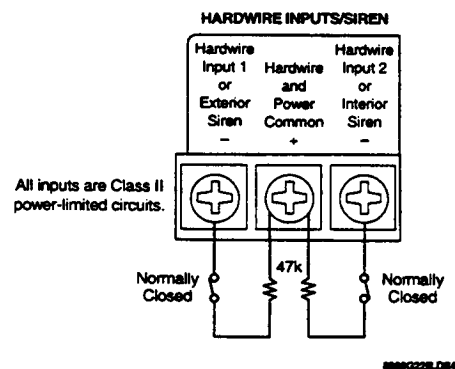 HARDWIRE INPUTS/SIREN
Hardwire
Input 1
or
Exterior
Siren
–
Hardwire
and
Power
Common
+
Hardwire
Input 2
or
Interior
Siren
–
All inputs are Class II
power-limited circuits.
47k
Normally
Closed
Normally
Closed